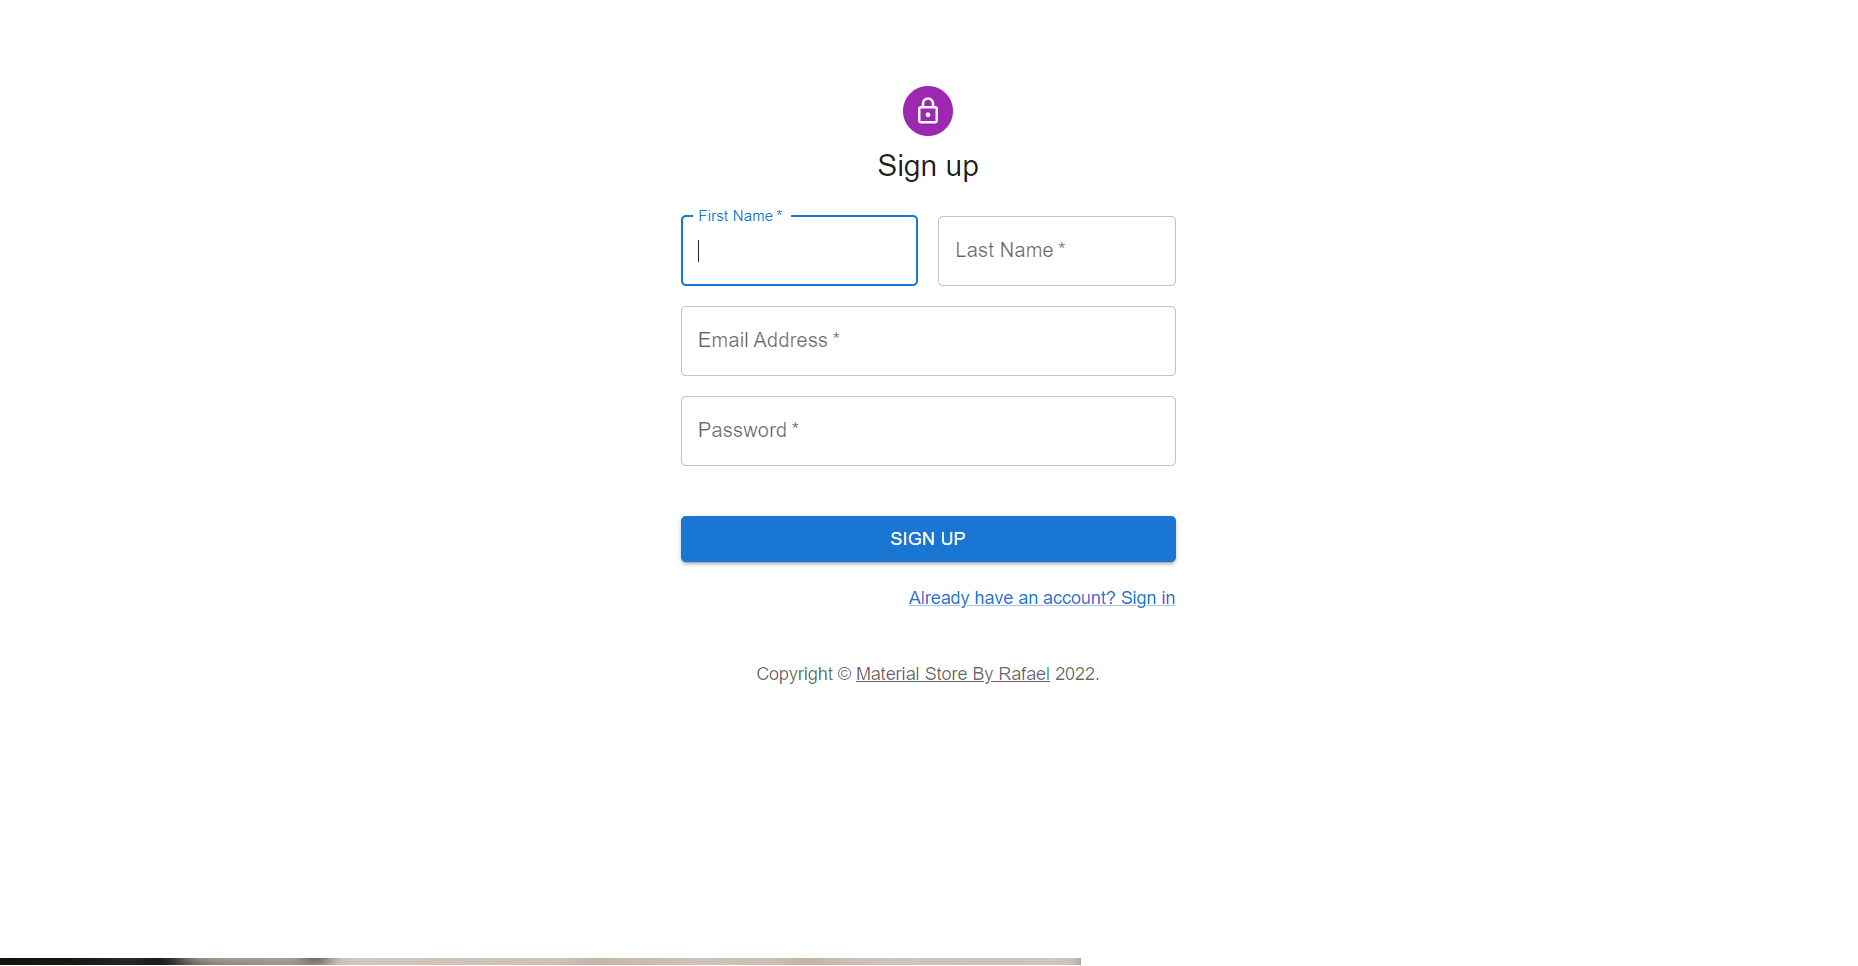 Sign up
First Name *
Last Name *
Email Address *
Password *
SIGN UP
Already have an account? Sign in
Copyright © Material Store By Rafael 2022.